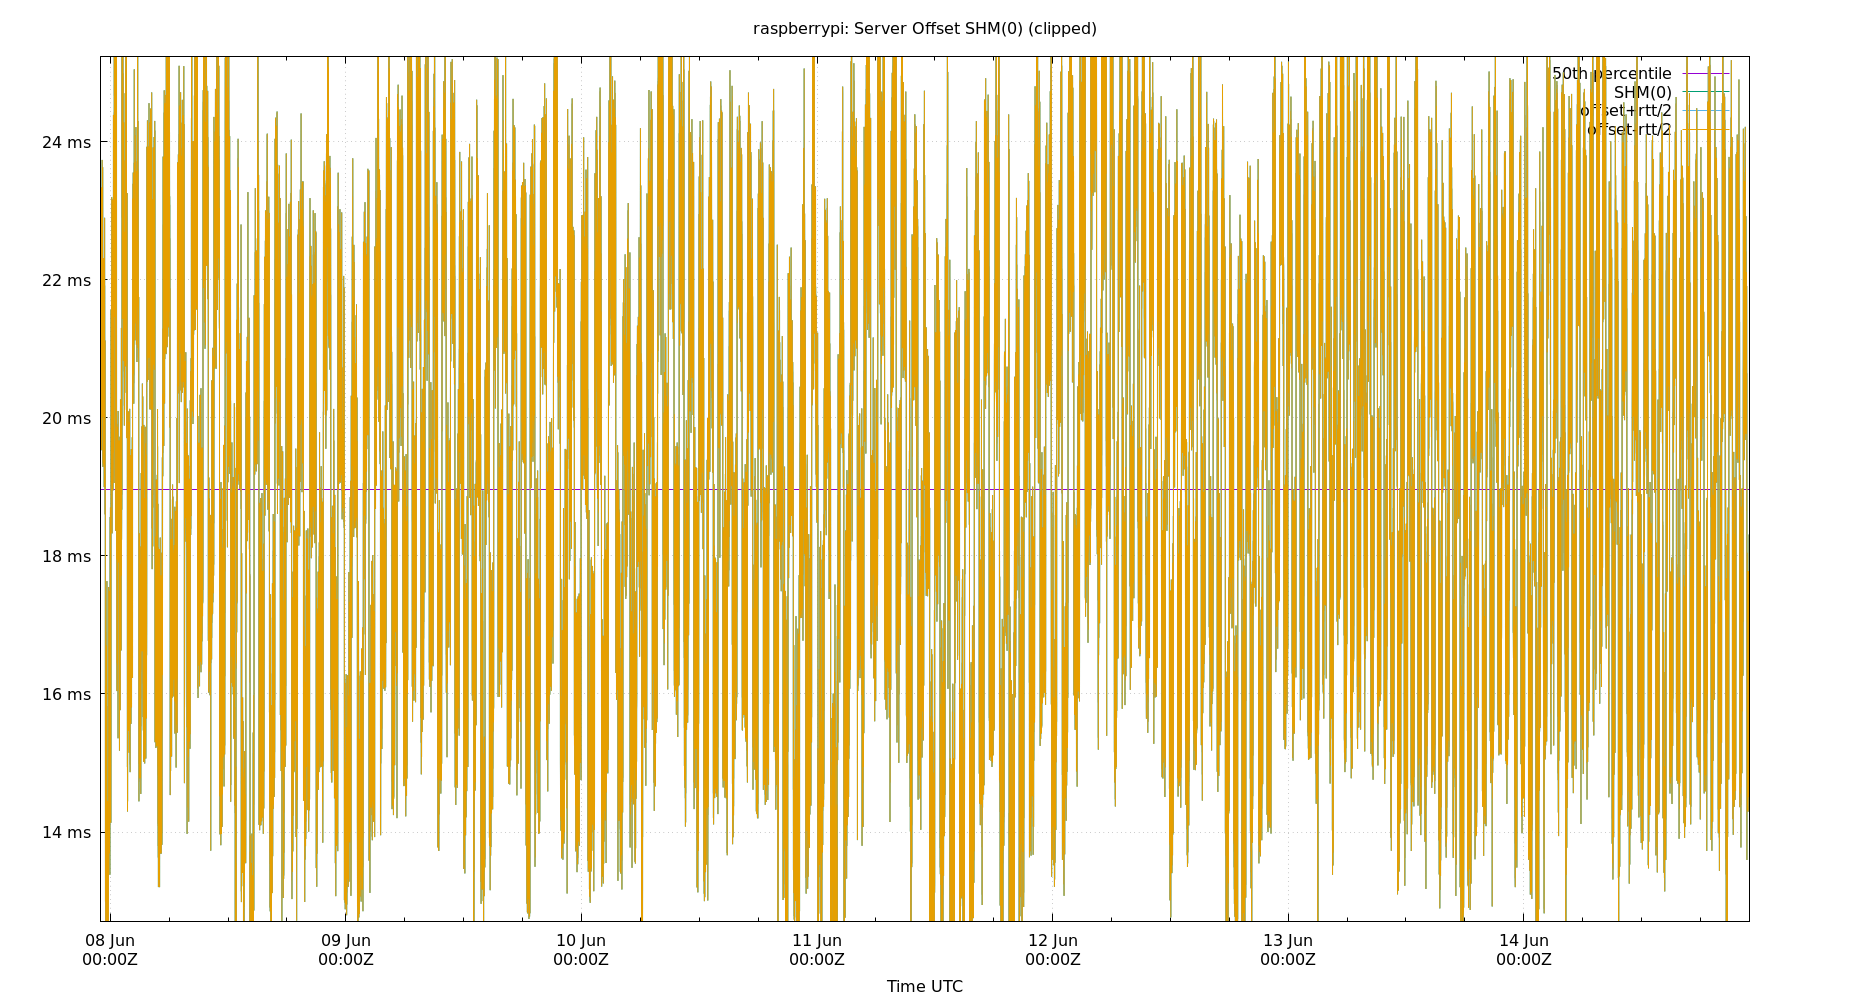 raspberrypi: Server Offset SHM(0) (clipped)
50th percentile
SHM(0)
offset+rtt/2
offset-rtt/2
24 ms
22 ms
20 ms
18 ms
16 ms
14 ms
08 Jun 09 Jun 10 Jun 11 Jun 12 Jun 13 Jun 14 Jun
00:00Z 00:00Z 00:00Z 00:00Z 00:00Z 00:00Z 00:00Z
Time UTC